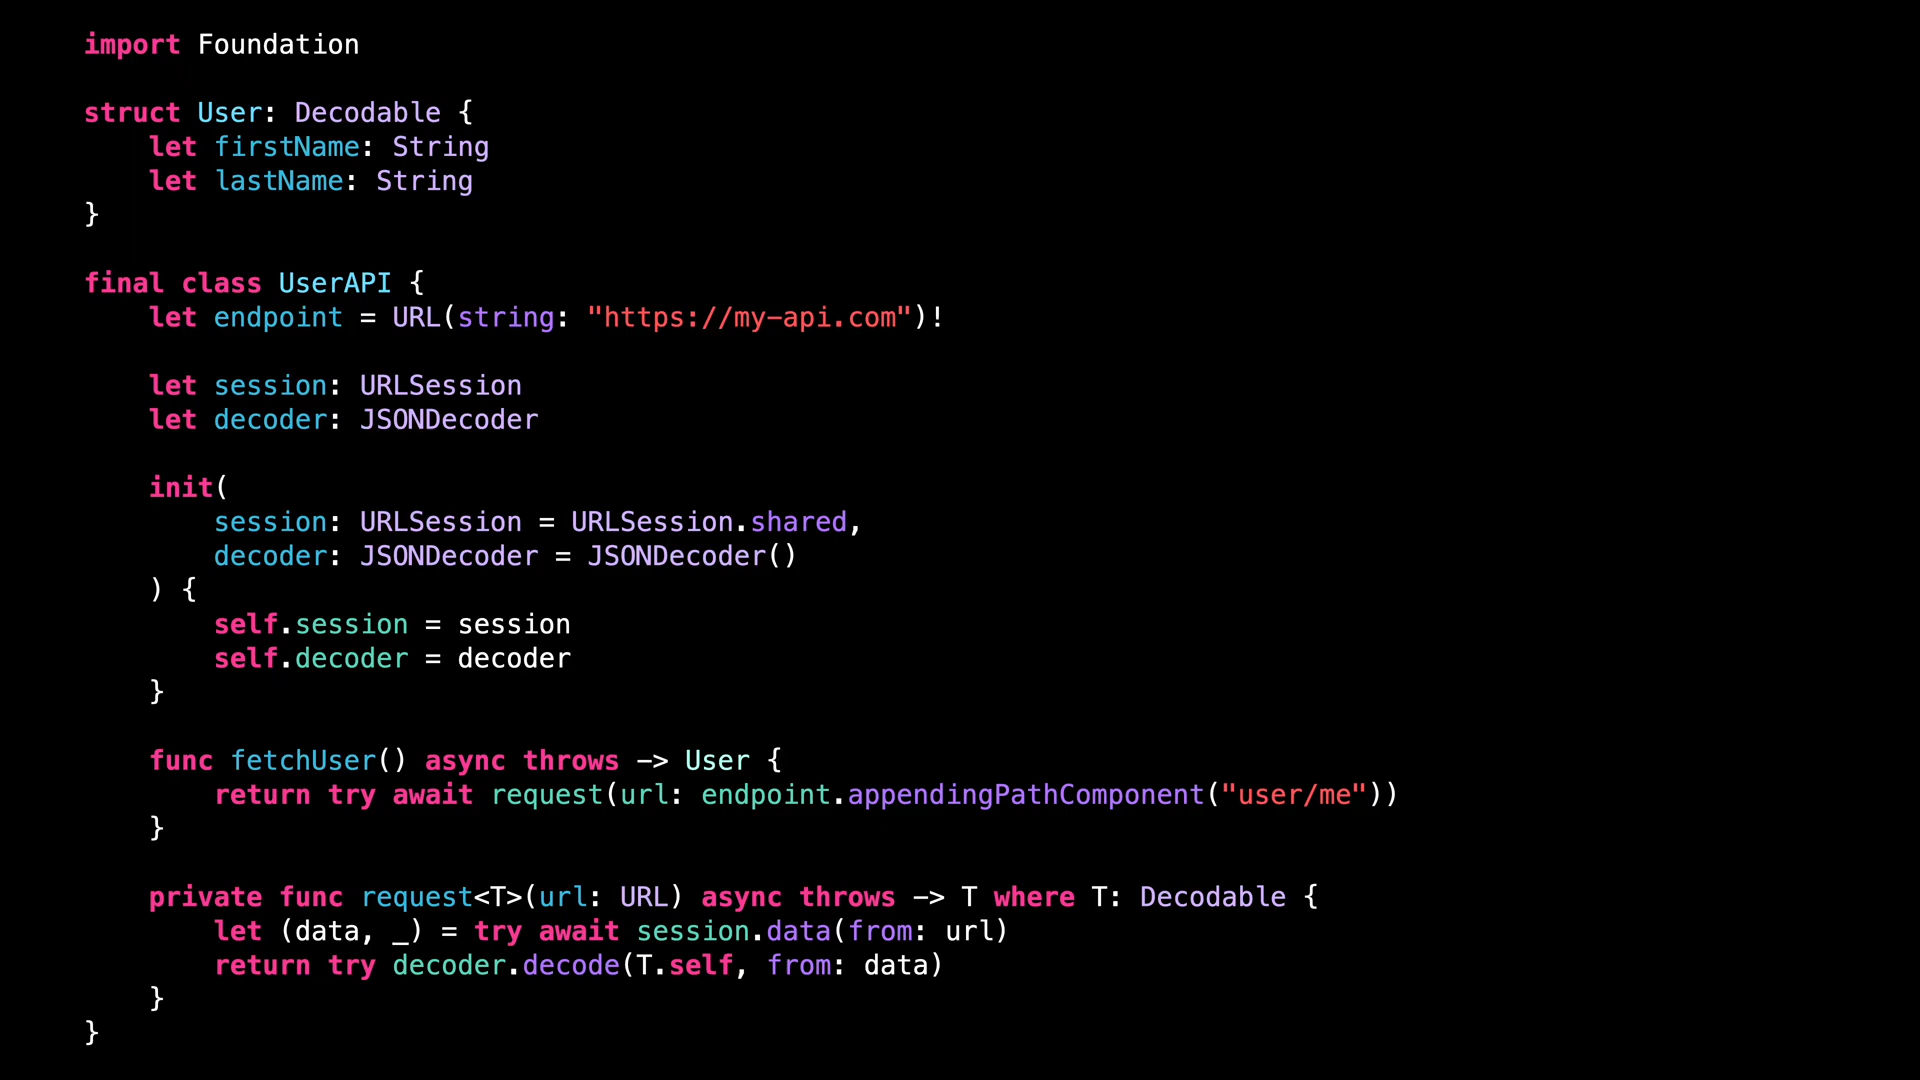 import Foundation
struct User: Decodable {
    let firstName: String
    let lastName: String
}
final class UserAPI {
    let endpoint = URL(string: "https://my-api.com")!
    let session: URLSession
    let decoder: JSONDecoder
    init(
        session: URLSession = URLSession.shared,
        decoder: JSONDecoder = JSONDecoder()
    ) {
        self.session = session
        self.decoder = decoder
    }
    func fetchUser() async throws -> User {
        return try await request(url: endpoint.appendingPathComponent("user/me"))
    }
    private func request<T>(url: URL) async throws -> T where T: Decodable {
        let (data, _) = try await session.data(from: url)
        return try decoder.decode(T.self, from: data)
    }
}